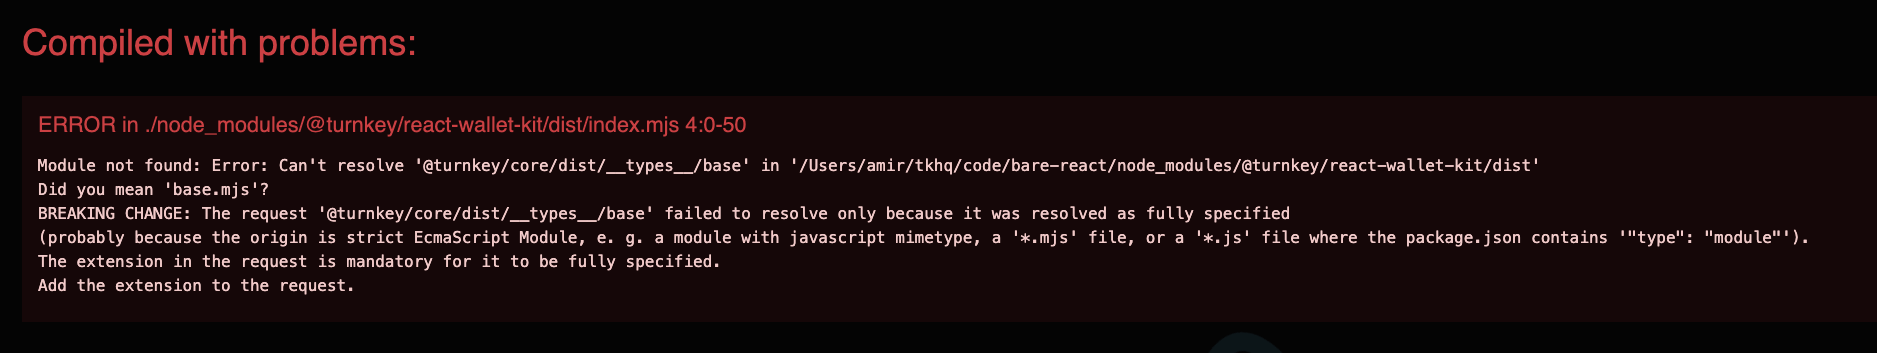 Compiled with problems:
ERROR in ./node_modules/@turnkey/react-wallet-kit/dist/index.mjs 4:0-50
Module not found: Error: Can't resolve '@turnkey/core/dist/__types__/base' in '/Users/amir/tkhq/code/bare-react/node_modules/@turnkey/react-wallet-kit/dist'
Did you mean 'base.mjs'?
BREAKING CHANGE: The request '@turnkey/core/dist/__types__/base' failed to resolve only because it was resolved as fully specified
(probably because the origin is strict EcmaScript Module, e. g. a module with javascript mimetype, a '*.mjs' file, or a '*.js' file where the package.json contains '"type": "module"').
The extension in the request is mandatory for it to be fully specified.
Add the extension to the request.